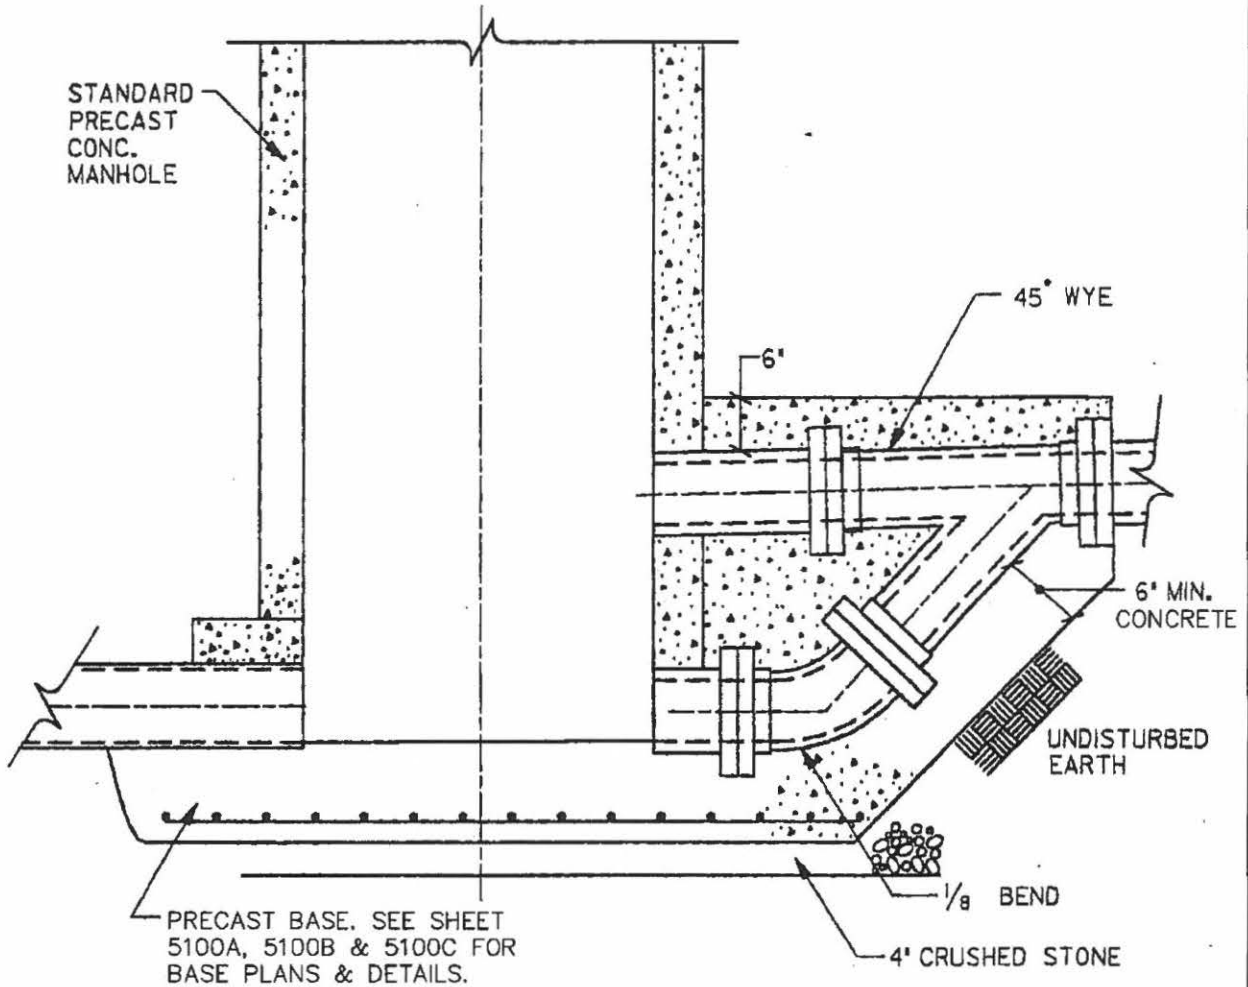 STANDARD
PRECAST
CONC.
MANHOLE
45° WYE
6"
6" MIN.
CONCRETE
UNDISTURBED
EARTH
1/8 BEND
PRECAST BASE. SEE SHEET
5100A, 5100B & 5100C FOR
BASE PLANS & DETAILS.
4" CRUSHED STONE